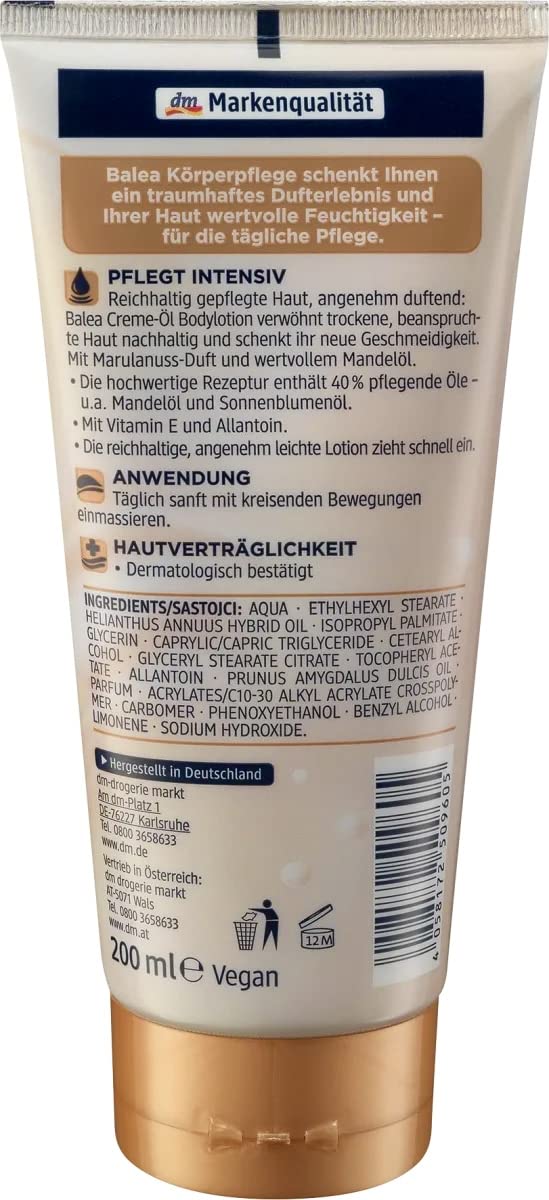 dm Markenqualität
Balea Körperpflege schenkt Ihnen
ein traumhaftes Dufterlebnis und
Ihrer Haut wertvolle Feuchtigkeit –
für die tägliche Pflege.
PFLEGT INTENSIV
Reichhaltig gepflegte Haut, angenehm duftend:
Balea Creme-Öl Bodylotion verwöhnt trockene, beanspruch-
te Haut nachhaltig und schenkt ihr neue Geschmeidigkeit.
Mit Marulanuss-Duft und wertvollem Mandelöl.
• Die hochwertige Rezeptur enthält 40 % pflegende Öle –
u.a. Mandelöl und Sonnenblumenöl.
• Mit Vitamin E und Allantoin.
• Die reichhaltige, angenehm leichte Lotion zieht schnell ein.
ANWENDUNG
Täglich sanft mit kreisenden Bewegungen
einmassieren.
HAUTVERTRÄGLICHKEIT
• Dermatologisch bestätigt
INGREDIENTS/SASTOJCI: AQUA · ETHYLHEXYL STEARATE ·
HELIANTHUS ANNUUS HYBRID OIL · ISOPROPYL PALMITATE ·
GLYCERIN · CAPRYLIC/CAPRIC TRIGLYCERIDE · CETEARYL AL-
COHOL · GLYCERYL STEARATE CITRATE · TOCOPHERYL ACE-
TATE · ALLANTOIN · PRUNUS AMYGDALUS DULCIS OIL ·
PARFUM · ACRYLATES/C10-30 ALKYL ACRYLATE CROSSPOLY-
MER · CARBOMER · PHENOXYETHANOL · BENZYL ALCOHOL ·
LIMONENE · SODIUM HYDROXIDE.
Hergestellt in Deutschland
dm-drogerie markt
Am dm-Platz 1
DE-76227 Karlsruhe
Tel. 0800 3658633
www.dm.de
Vertrieb in Österreich:
dm drogerie markt
AT-5071 Wals
Tel. 0800 3658633
www.dm.at
12 M
4 058172 509605
200 ml e Vegan